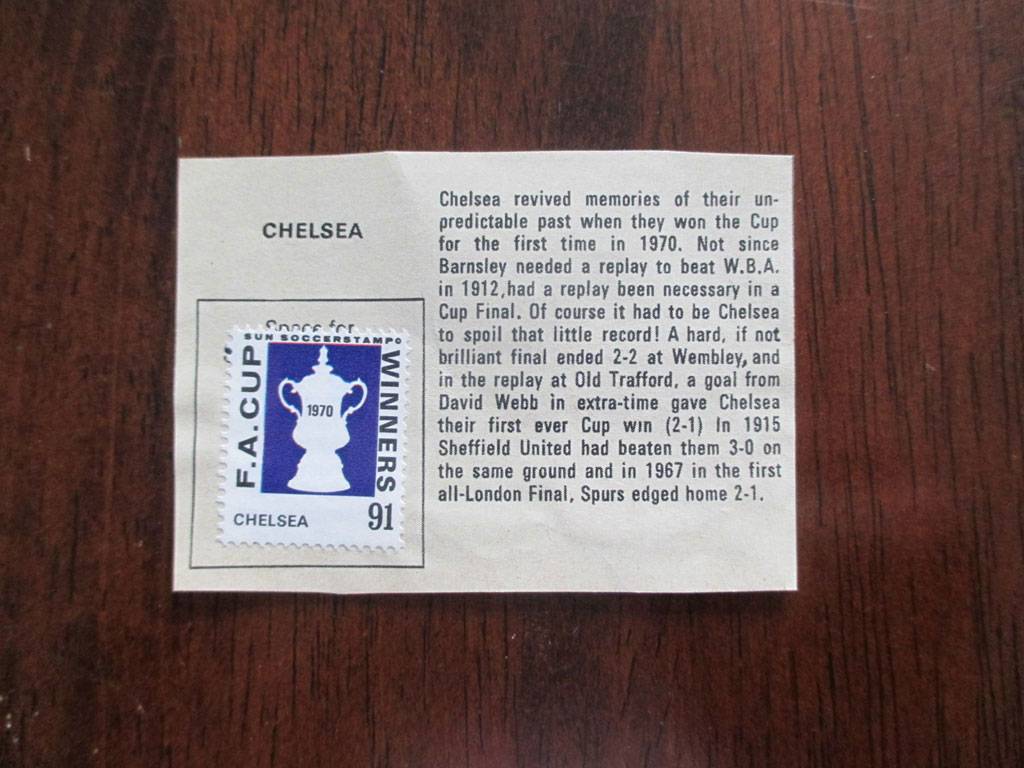 CHELSEA
Space for
SUN SOCCERSTAMP
F.A. CUP
WINNERS
1970
CHELSEA
91
Chelsea revived memories of their un-
predictable past when they won the Cup
for the first time in 1970. Not since
Barnsley needed a replay to beat W.B.A.
in 1912,had a replay been necessary in a
Cup Final. Of course it had to be Chelsea
to spoil that little record! A hard, if not
brilliant final ended 2-2 at Wembley, and
in the replay at Old Trafford, a goal from
David Webb in extra-time gave Chelsea
their first ever Cup win (2-1) In 1915
Sheffield United had beaten them 3-0 on
the same ground and in 1967 in the first
all-London Final, Spurs edged home 2-1.